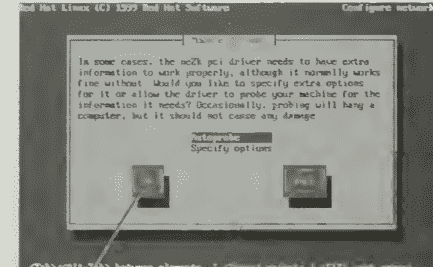 Red Hat Linux (C) 1999 Red Hat Software Configure network
In some cases, the ne2k pci driver needs to have extra
information to work properly, although it normally works
fine without. Would you like to specify extra options
for it or allow the driver to probe your machine for the
information it needs? Occasionally, probing will hang a
computer, but it should not cause any damage
Autoprobe
Specify options
between elements